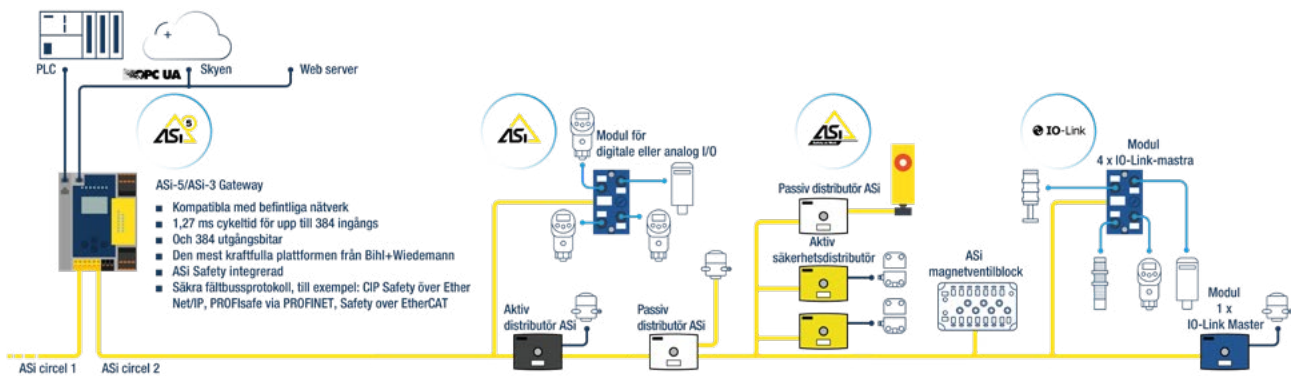 PLC
OPC UA
Skyen
Web server
ASi 5
ASi-5/ASi-3 Gateway
Kompatibla med befintliga nätverk
1,27 ms cykeltid för upp till 384 ingångs
Och 384 utgångsbitar
Den mest kraftfulla plattformen från Bihl+Wiedemann
ASi Safety integrerad
Säkra fältbussprotokoll, till exempel: CIP Safety över Ether
Net/IP, PROFIsafe via PROFINET, Safety over EtherCAT
ASi circel 1
ASi circel 2
ASi
Modul för
digitale eller analog I/O
Aktiv
distributör ASi
Passiv
distributör ASi
ASi
Passiv distributör ASi
Aktiv
säkerhetsdistributör
ASi
magnetventilblock
IO-Link
Modul
4 x IO-Link-mastra
Modul
1 x
IO-Link Master